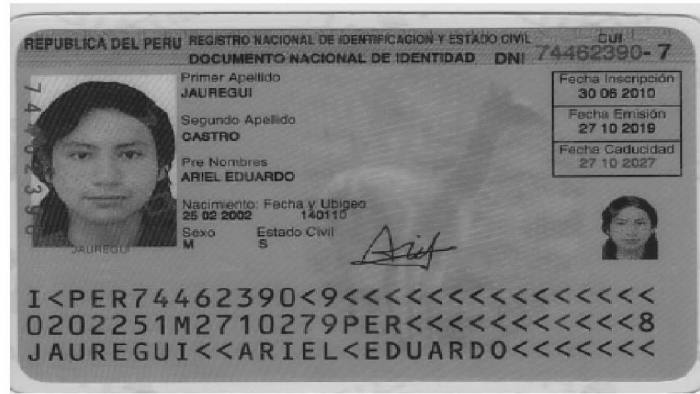 REPUBLICA DEL PERU REGISTRO NACIONAL DE IDENTIFICACION Y ESTADO CIVIL CUI
DOCUMENTO NACIONAL DE IDENTIDAD DNI 74462390-7
Primer Apellido
JAUREGUI
Segundo Apellido
CASTRO
Pre Nombres
ARIEL EDUARDO
Nacimiento: Fecha y Ubigeo
25 02 2002 140110
Sexo Estado Civil
M S
Fecha Inscripción
30 06 2010
Fecha Emisión
27 10 2019
Fecha Caducidad
27 10 2027
74462390
JAUREGUI
Arief
I<PER74462390<9<<<<<<<<<<<<<<<
0202251M2710279PER<<<<<<<<<<<8
JAUREGUI<<ARIEL<EDUARDO<<<<<<<